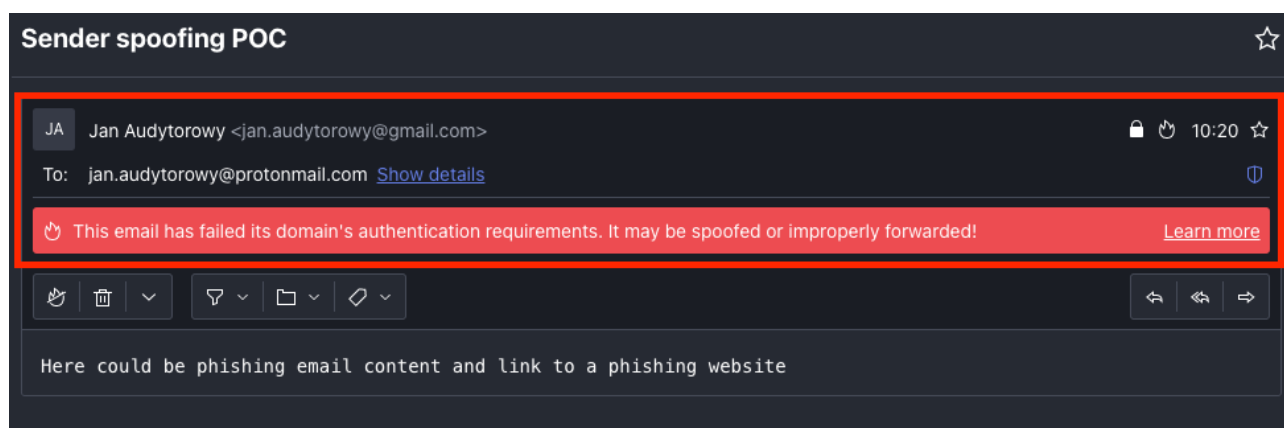 Sender spoofing POC
JA Jan Audytorowy <jan.audytorowy@gmail.com> 10:20
To: jan.audytorowy@protonmail.com Show details
This email has failed its domain's authentication requirements. It may be spoofed or improperly forwarded! Learn more
Here could be phishing email content and link to a phishing website